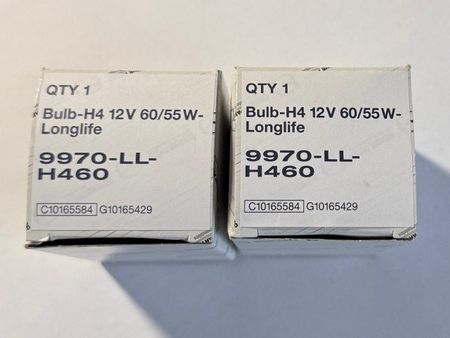 QTY 1
Bulb-H4 12V 60/55W-
Longlife
9970-LL-
H460
C10165584 G10165429
QTY 1
Bulb-H4 12V 60/55W-
Longlife
9970-LL-
H460
C10165584 G10165429